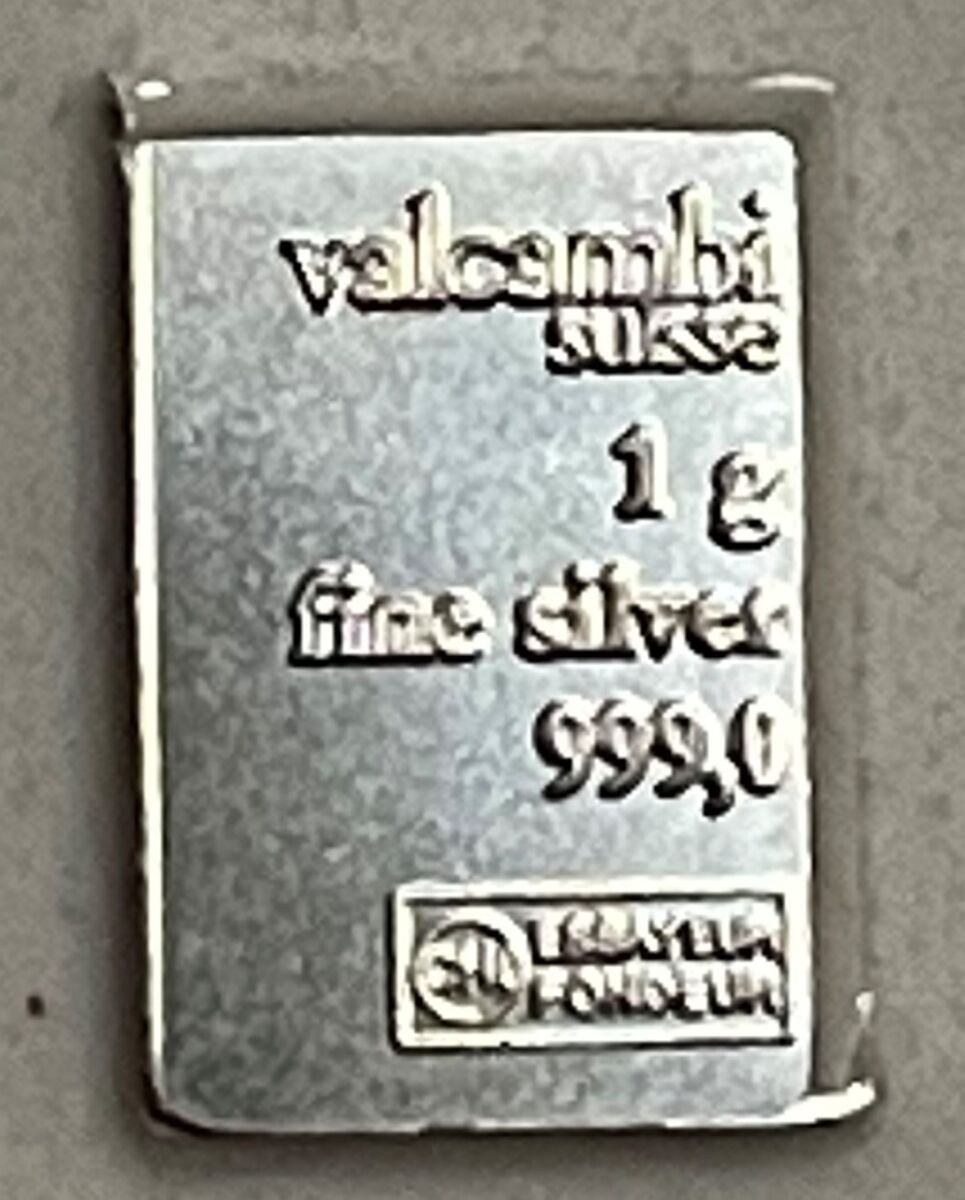 valcambi
suisse
1 g
fine silver
999,0
ESSAYEUR
FONDEUR